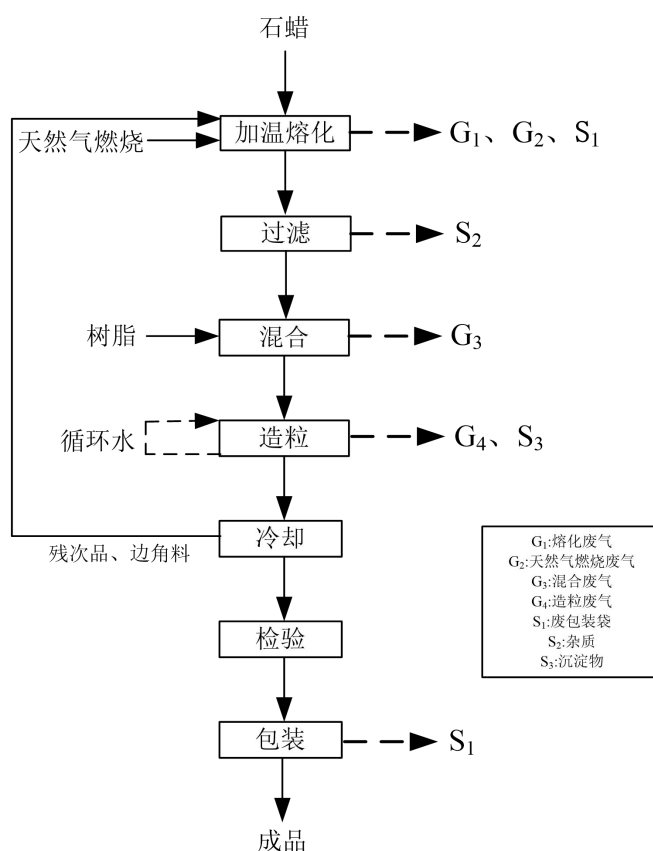 石蜡
天然气燃烧
加温熔化
G₁、G₂、S₁
过滤
S₂
树脂
混合
G₃
循环水
造粒
G₄、S₃
冷却
残次品、边角料
检验
包装
S₁
成品
G₁:熔化废气
G₂:天然气燃烧废气
G₃:混合废气
G₄:造粒废气
S₁:废包装袋
S₂:杂质
S₃:沉淀物